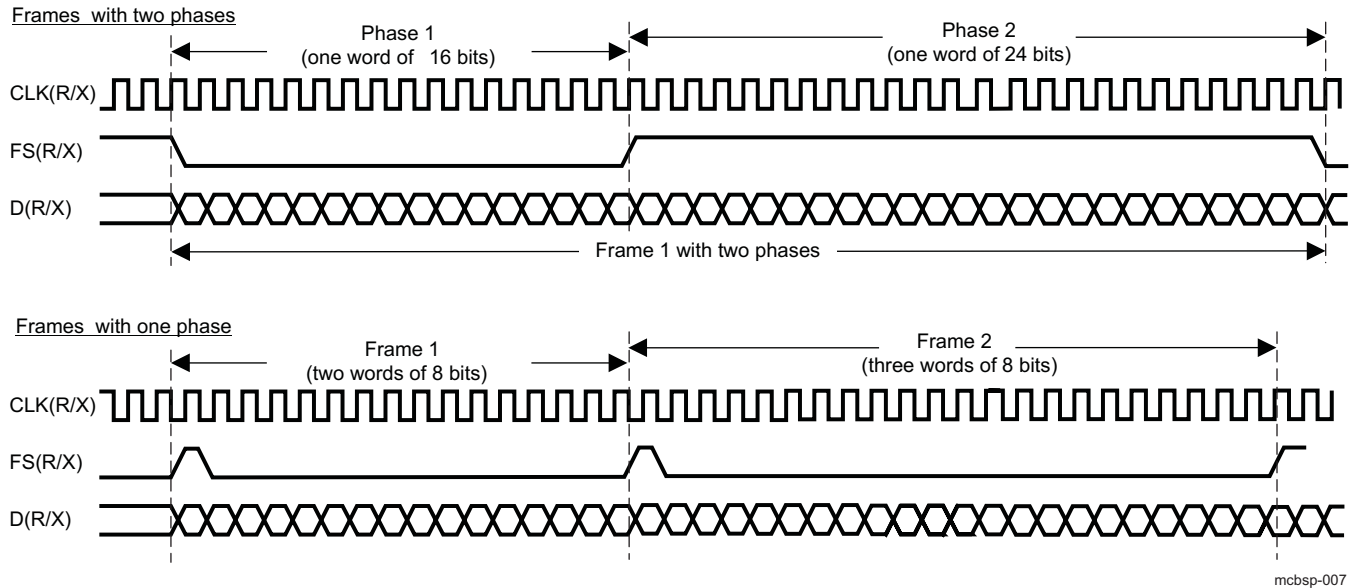 Frames with two phases
Phase 1
(one word of 16 bits)
Phase 2
(one word of 24 bits)
CLK(R/X)
FS(R/X)
D(R/X)
Frame 1 with two phases
Frames with one phase
Frame 1
(two words of 8 bits)
Frame 2
(three words of 8 bits)
CLK(R/X)
FS(R/X)
D(R/X)
mcbsp-007